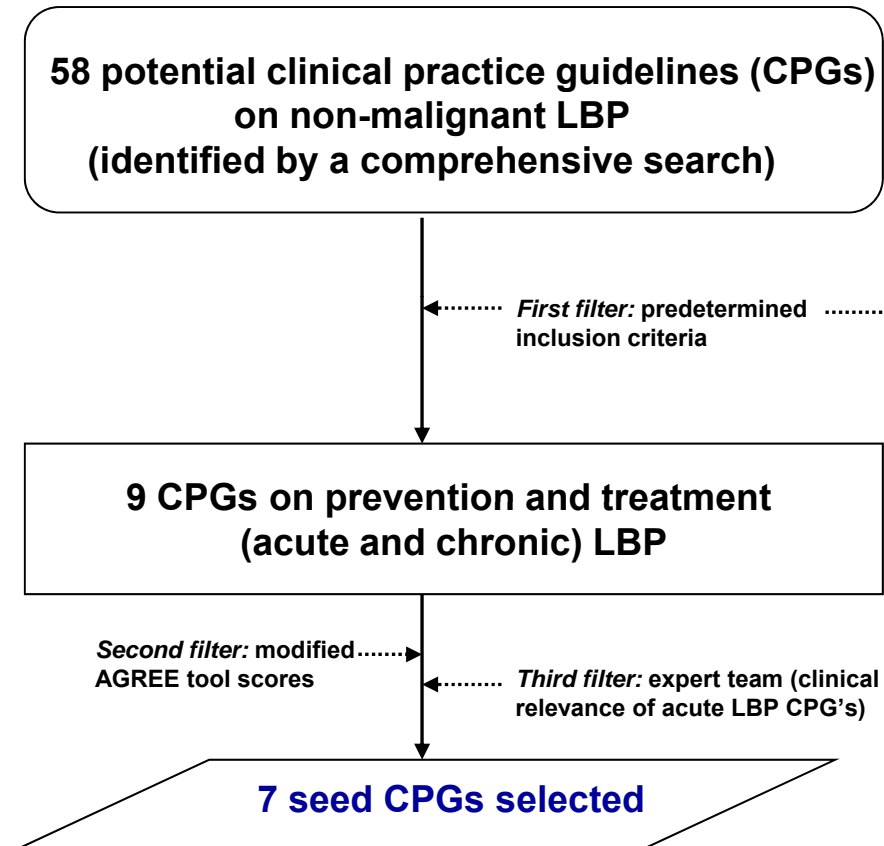 58 potential clinical practice guidelines (CPGs)
on non-malignant LBP
(identified by a comprehensive search)
First filter: predetermined
inclusion criteria
9 CPGs on prevention and treatment
(acute and chronic) LBP
Second filter: modified
AGREE tool scores
Third filter: expert team (clinical
relevance of acute LBP CPG's)
7 seed CPGs selected